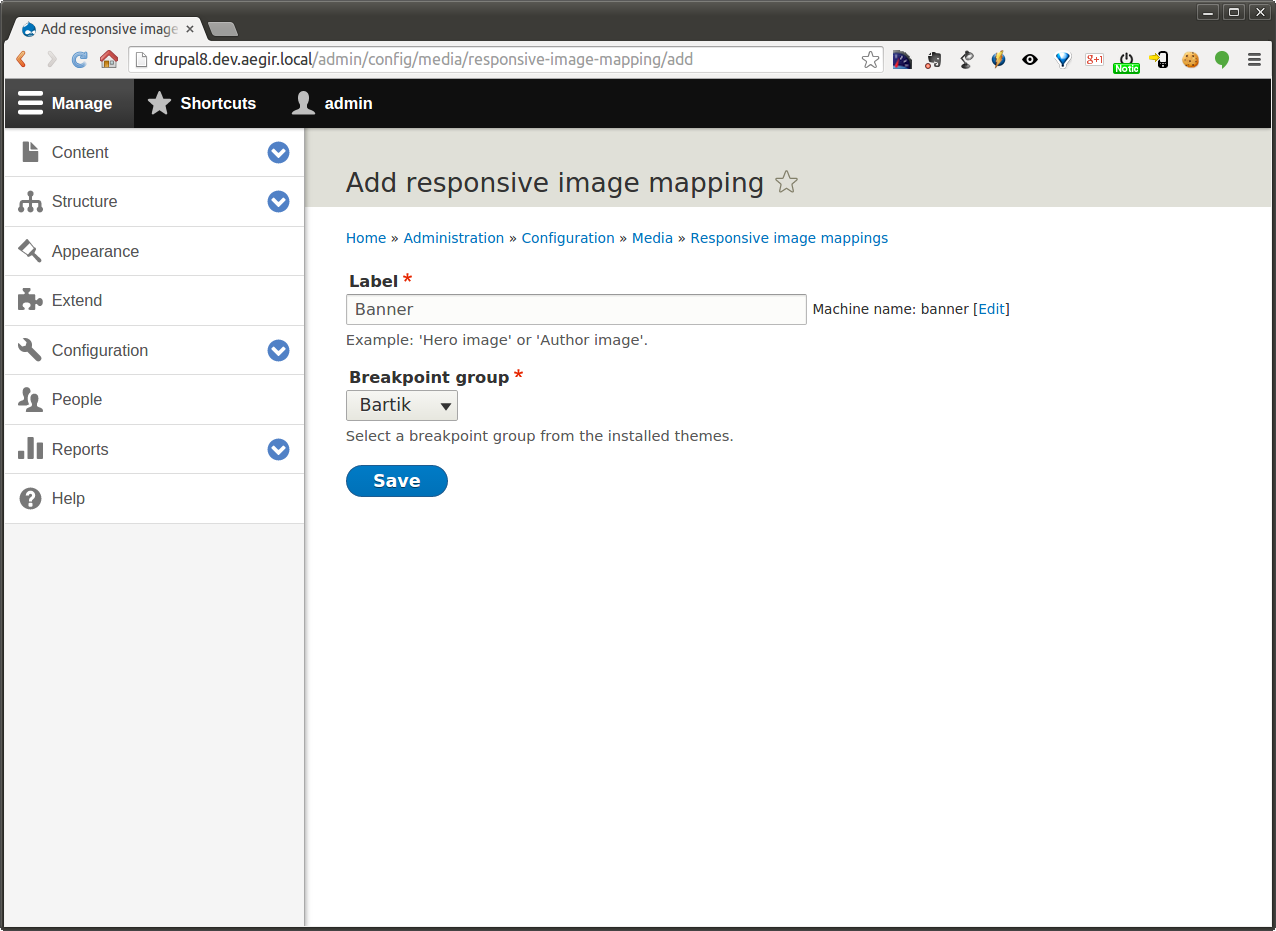 Add responsive image
drupal8.dev.aegir.local/admin/config/media/responsive-image-mapping/add
g+1
Notic
Manage
Shortcuts
admin
Content
Structure
Appearance
Extend
Configuration
People
Reports
Help
Add responsive image mapping
Home » Administration » Configuration » Media » Responsive image mappings
Label *
Banner
Machine name: banner [Edit]
Example: 'Hero image' or 'Author image'.
Breakpoint group *
Bartik
Select a breakpoint group from the installed themes.
Save